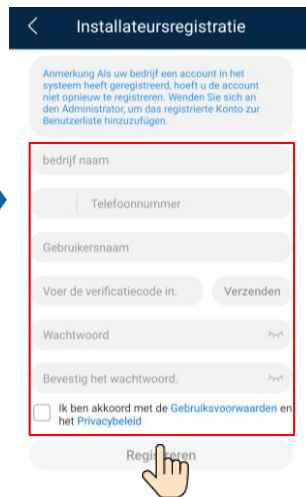 Installateursregistratie
Anmerkung Als uw bedrijf een account in het
systeem heeft geregistreerd, hoeft u de account
niet opnieuw te registreren. Wenden Sie sich an
den Administrator, um das registrierte Konto zur
Benutzerliste hinzuzufügen.
bedrijf naam
Telefoonnummer
Gebruikersnaam
Voer de verificatiecode in. Verzenden
Wachtwoord
Bevestig het wachtwoord.
Ik ben akkoord met de Gebruiksvoorwaarden en
het Privacybeleid
Registreren